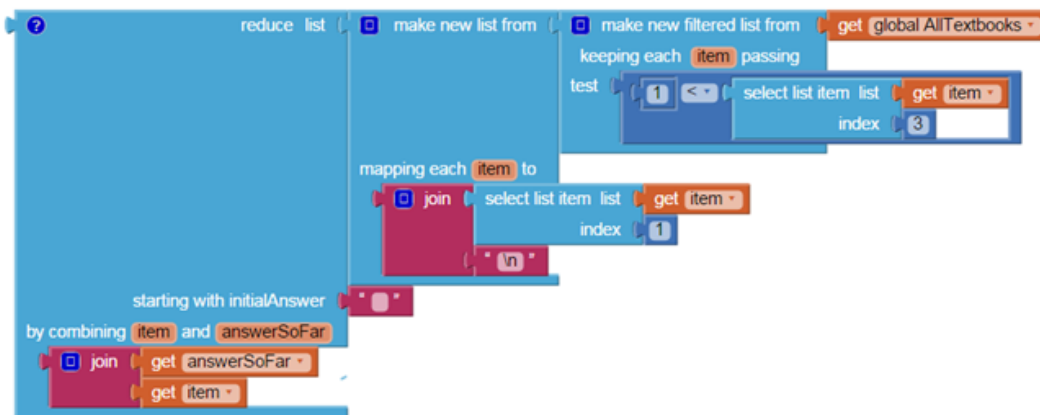 ? reduce list make new list from make new filtered list from get global AllTextbooks
keeping each item passing
test 1 < select list item list get item
index 3
mapping each item to
join select list item list get item
index 1
" \n "
starting with initialAnswer " "
by combining item and answerSoFar
join get answerSoFar
get item